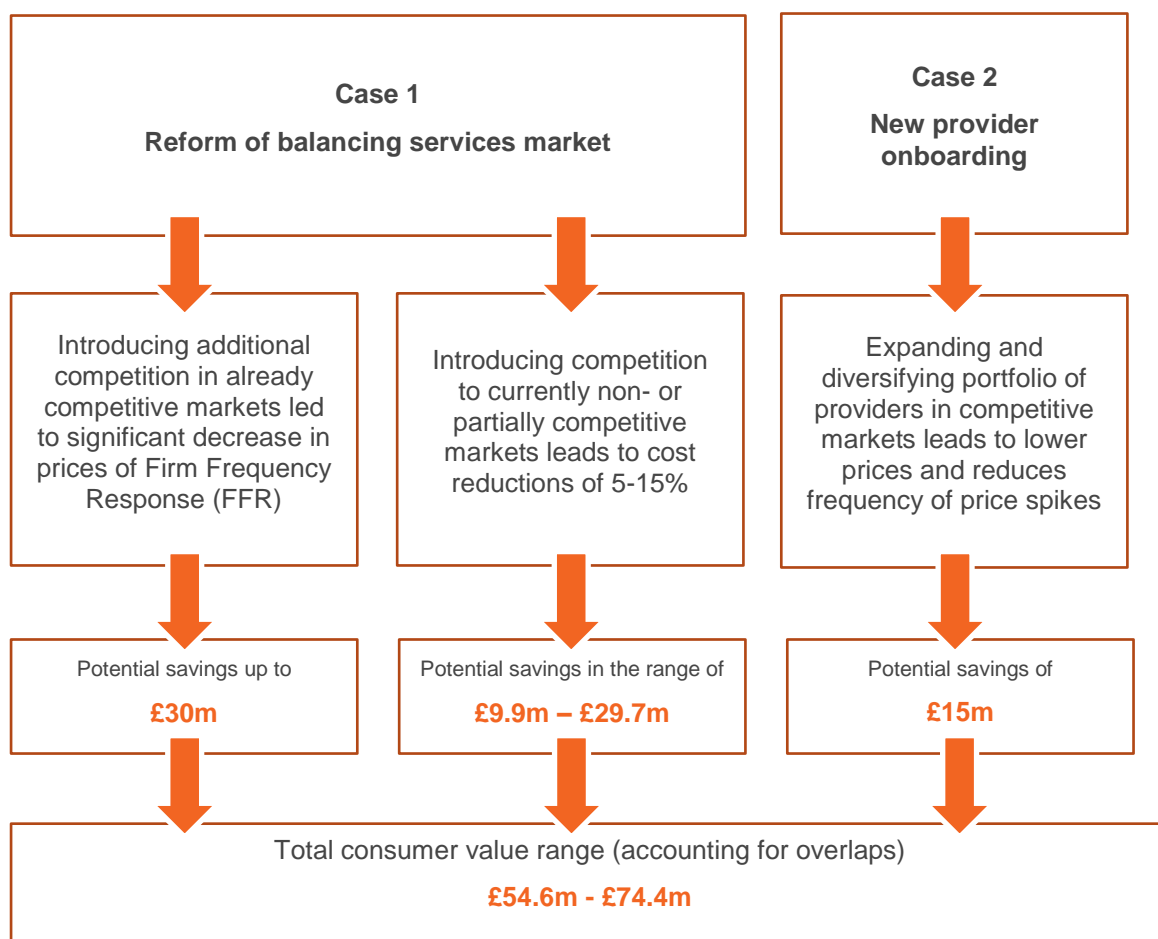 Case 1
Reform of balancing services market
Case 2
New provider
onboarding
Introducing additional
competition in already
competitive markets led
to significant decrease in
prices of Firm Frequency
Response (FFR)
Introducing competition
to currently non- or
partially competitive
markets leads to cost
reductions of 5-15%
Expanding and
diversifying portfolio of
providers in competitive
markets leads to lower
prices and reduces
frequency of price spikes
Potential savings up to
£30m
Potential savings in the range of
£9.9m – £29.7m
Potential savings of
£15m
Total consumer value range (accounting for overlaps)
£54.6m - £74.4m